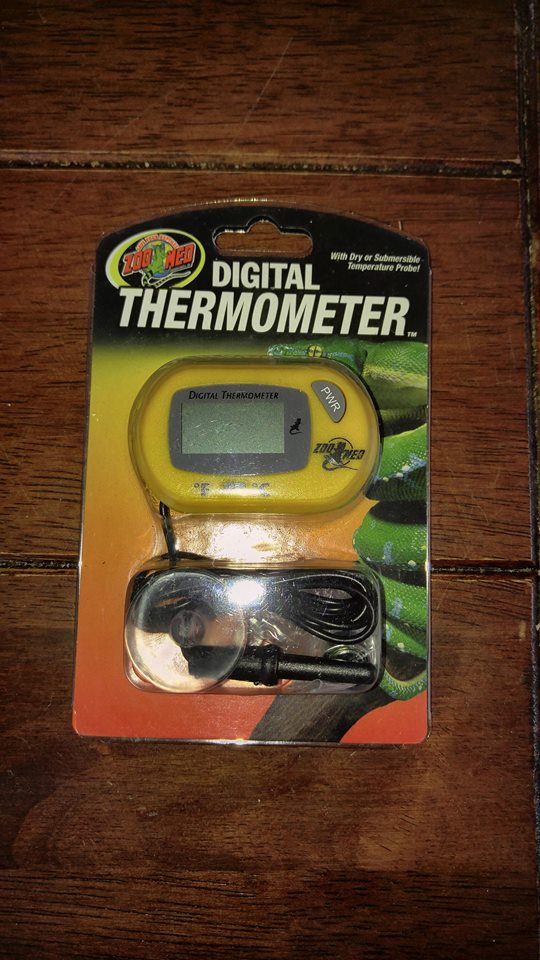 ZOO MED
DIGITAL
THERMOMETER™
With Dry or Submersible
Temperature Probe!
DIGITAL THERMOMETER
PWR
ZOO MED
°F
°C